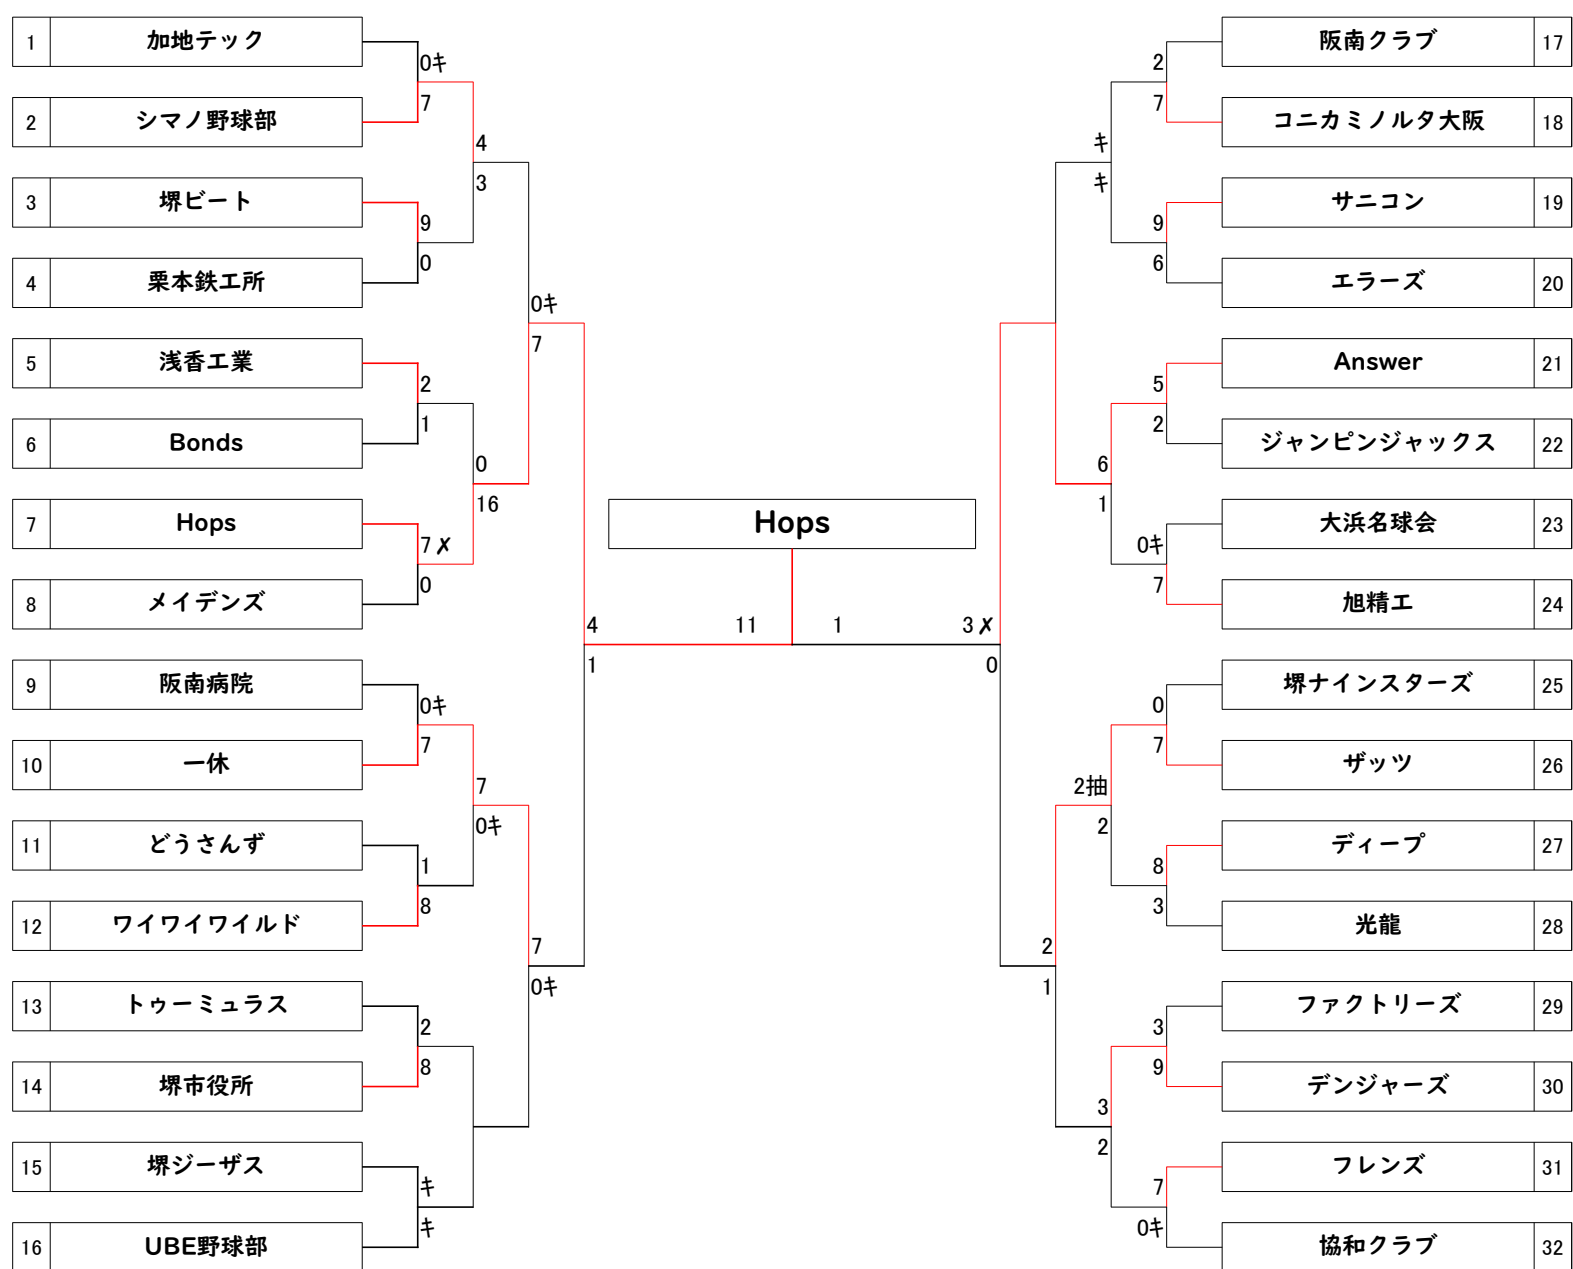 1 加地テック
0キ
7
2 シマノ野球部
4
3
3 堺ビート
9
0
4 栗本鉄工所
0キ
7
5 浅香工業
2
1
6 Bonds
0
16
7 Hops
7✗
0
8 メイデンズ
4
1
9 阪南病院
0キ
7
10 一休
7
0キ
11 どうさんず
1
8
12 ワイワイワイルド
7
0キ
13 トゥーミュラス
2
8
14 堺市役所
15 堺ジーザス
キ
キ
16 UBE野球部
Hops
11 1
阪南クラブ 17
2
7
コニカミノルタ大阪 18
キ
キ
サニコン 19
9
6
エラーズ 20
Answer 21
5
2
ジャンピンジャックス 22
6
1
大浜名球会 23
0キ
7
旭精工 24
3✗
0
堺ナインスターズ 25
0
7
ザッツ 26
2抽
2
ディープ 27
8
3
光龍 28
2
1
ファクトリーズ 29
3
9
デンジャーズ 30
3
2
フレンズ 31
7
0キ
協和クラブ 32